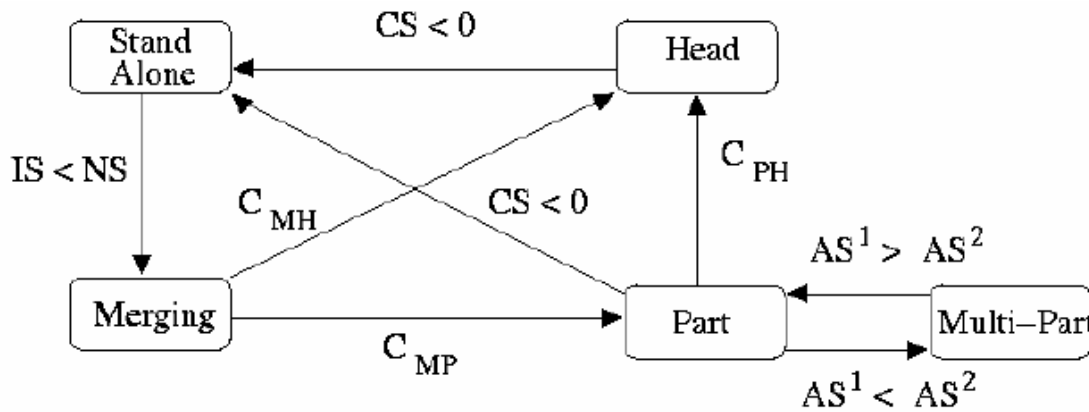 Stand
Alone
CS < 0
Head
IS < NS
C MH
CS < 0
C PH
AS¹ > AS²
Merging
C MP
Part
Multi–Part
AS¹ < AS²